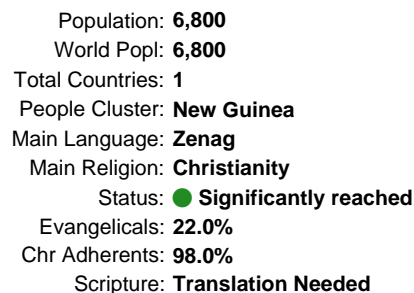 Population: 6,800
World Popl: 6,800
Total Countries: 1
People Cluster: New Guinea
Main Language: Zenag
Main Religion: Christianity
Status: Significantly reached
Evangelicals: 22.0%
Chr Adherents: 98.0%
Scripture: Translation Needed